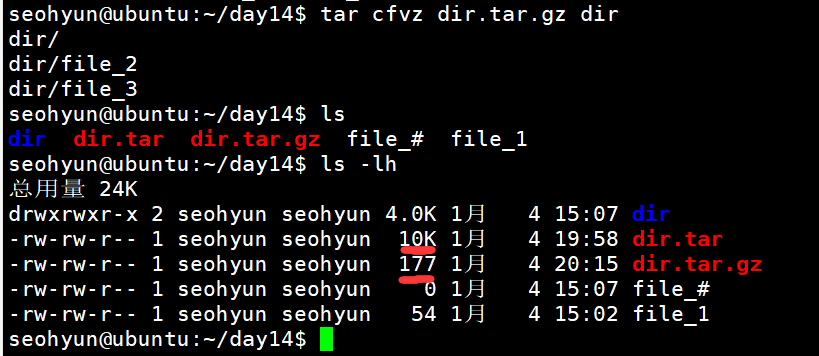 seohyun@ubuntu:~/day14$ tar cfvz dir.tar.gz dir
dir/
dir/file_2
dir/file_3
seohyun@ubuntu:~/day14$ ls
dir  dir.tar  dir.tar.gz  file_#  file_1
seohyun@ubuntu:~/day14$ ls -lh
总用量 24K
drwxrwxr-x 2 seohyun seohyun 4.0K 1月   4 15:07 dir
-rw-rw-r-- 1 seohyun seohyun  10K 1月   4 19:58 dir.tar
-rw-rw-r-- 1 seohyun seohyun  177 1月   4 20:15 dir.tar.gz
-rw-rw-r-- 1 seohyun seohyun    0 1月   4 15:07 file_#
-rw-rw-r-- 1 seohyun seohyun   54 1月   4 15:02 file_1
seohyun@ubuntu:~/day14$